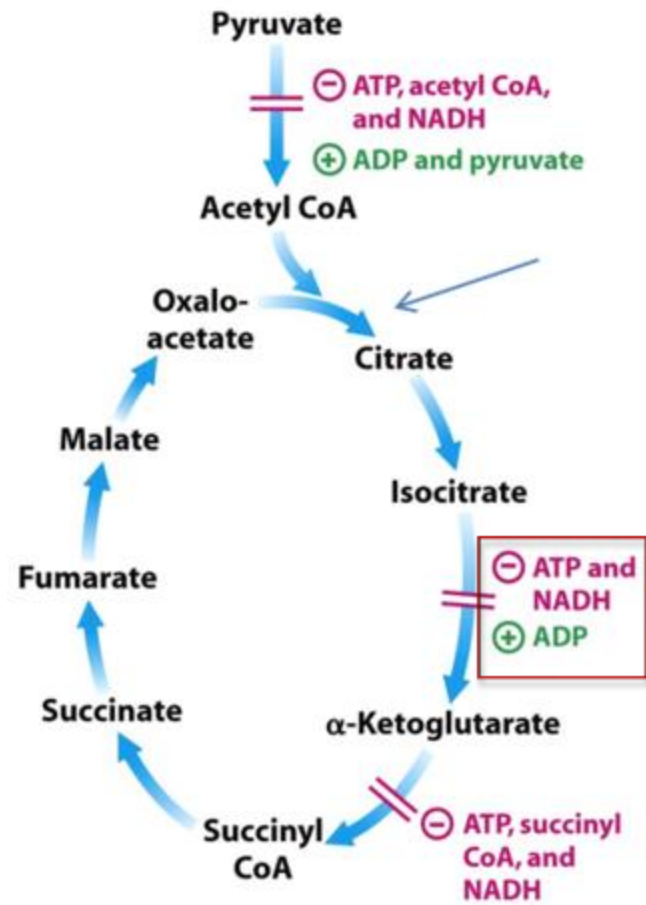 Pyruvate
⊖ ATP, acetyl CoA,
and NADH
⊕ ADP and pyruvate
Acetyl CoA
Oxalo-
acetate
Citrate
Malate
Isocitrate
⊖ ATP and
NADH
⊕ ADP
Fumarate
Succinate
α-Ketoglutarate
Succinyl
CoA
⊖ ATP, succinyl
CoA, and
NADH